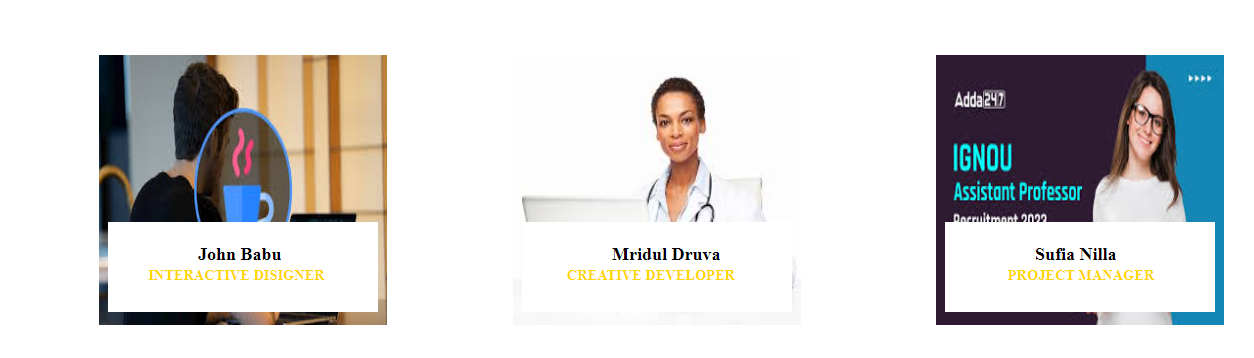 John Babu
INTERACTIVE DISIGNER
Mridul Druva
CREATIVE DEVELOPER
Adda247
IGNOU
Assistant Professor
Recruitment 2023
Sufia Nilla
PROJECT MANAGER